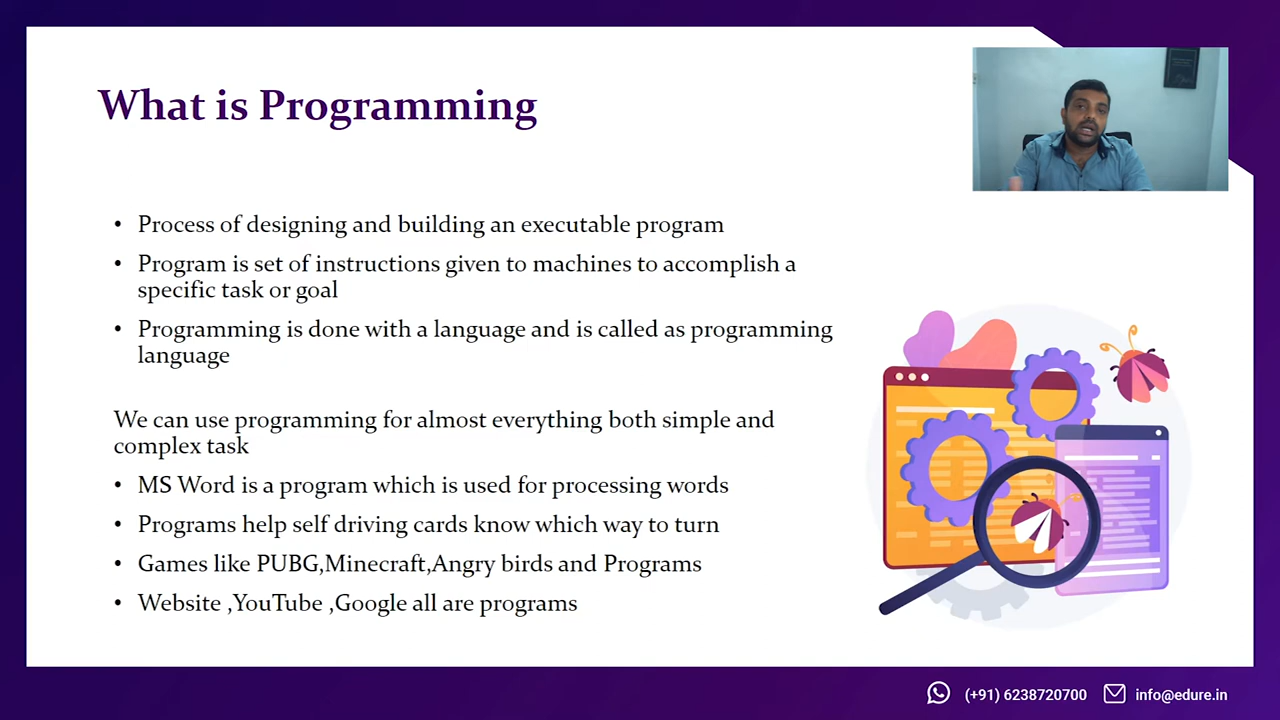 What is Programming
• Process of designing and building an executable program
• Program is set of instructions given to machines to accomplish a
specific task or goal
• Programming is done with a language and is called as programming
language
We can use programming for almost everything both simple and
complex task
• MS Word is a program which is used for processing words
• Programs help self driving cards know which way to turn
• Games like PUBG,Minecraft,Angry birds and Programs
• Website ,YouTube ,Google all are programs
(+91) 6238720700 info@edure.in